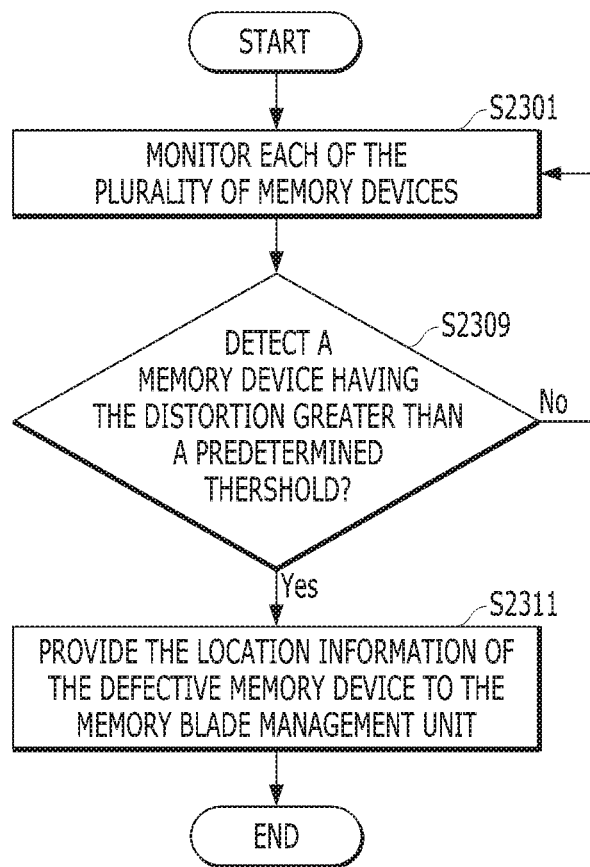 START
S2301
MONITOR EACH OF THE
PLURALITY OF MEMORY DEVICES
S2309
DETECT A
MEMORY DEVICE HAVING
THE DISTORTION GREATER THAN
A PREDETERMINED
THERSHOLD?
No
Yes
S2311
PROVIDE THE LOCATION INFORMATION OF
THE DEFECTIVE MEMORY DEVICE TO THE
MEMORY BLADE MANAGEMENT UNIT
END